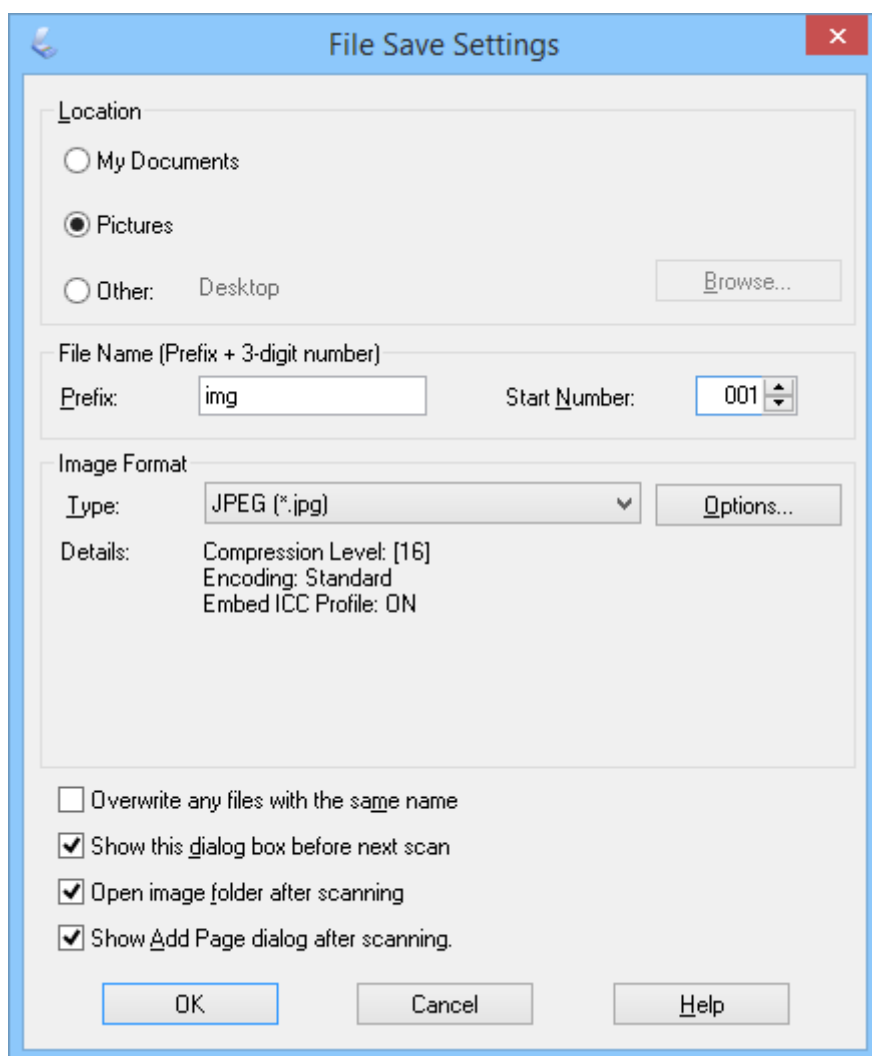 File Save Settings
Location
My Documents
Pictures
Other: Desktop Browse...
File Name (Prefix + 3-digit number)
Prefix: img Start Number: 001
Image Format
Type: JPEG (*.jpg) Options...
Details: Compression Level: [16]
Encoding: Standard
Embed ICC Profile: ON
Overwrite any files with the same name
Show this dialog box before next scan
Open image folder after scanning
Show Add Page dialog after scanning.
OK Cancel Help